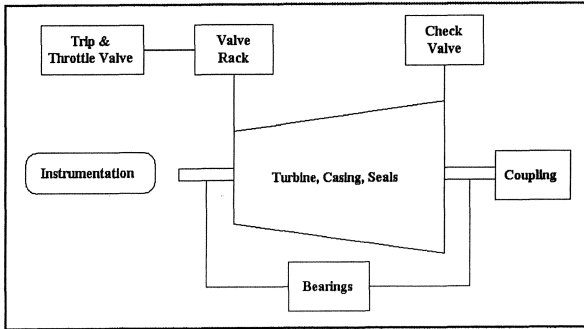 Trip &
Throttle Valve
Valve
Rack
Check
Valve
Instrumentation
Turbine, Casing, Seals
Coupling
Bearings